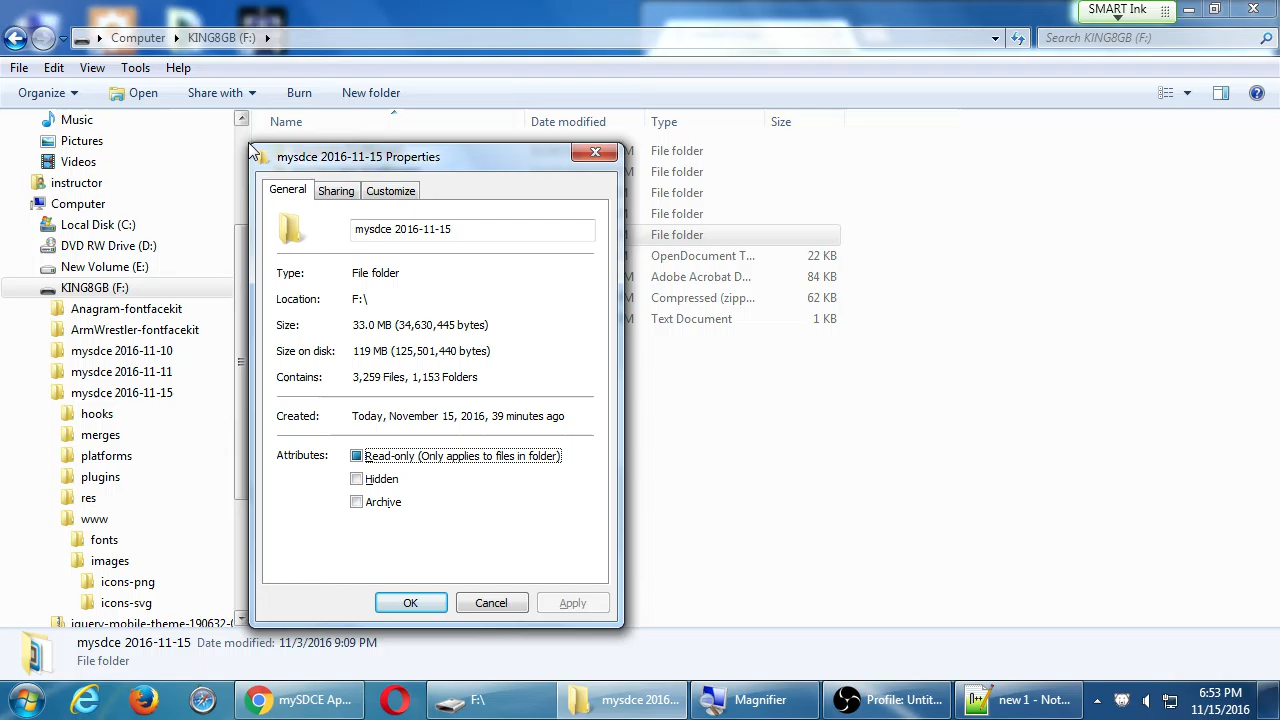 SMART Ink
Computer KING8GB (F:)
Search KING8GB (F:)
File Edit View Tools Help
Organize Open Share with Burn New folder
Name Date modified Type Size
Music
Pictures
Videos
instructor
Computer
Local Disk (C:)
DVD RW Drive (D:)
New Volume (E:)
KING8GB (F:)
Anagram-fontfacekit
ArmWrestler-fontfacekit
mysdce 2016-11-10
mysdce 2016-11-11
mysdce 2016-11-15
hooks
merges
platforms
plugins
res
www
fonts
images
icons-png
icons-svg
jquery-mobile-theme-190632-0
mysdce 2016-11-15 Properties
General Sharing Customize
mysdce 2016-11-15
Type: File folder
Location: F:\
Size: 33.0 MB (34,630,445 bytes)
Size on disk: 119 MB (125,501,440 bytes)
Contains: 3,259 Files, 1,153 Folders
Created: Today, November 15, 2016, 39 minutes ago
Attributes: Read-only (Only applies to files in folder)
Hidden
Archive
OK Cancel Apply
M File folder
M File folder
M File folder
M File folder
M File folder
M OpenDocument T... 22 KB
M Adobe Acrobat D... 84 KB
M Compressed (zipp... 62 KB
M Text Document 1 KB
mysdce 2016-11-15 Date modified: 11/3/2016 9:09 PM
File folder
mySDCE Ap...
F:\
mysdce 2016...
Magnifier
Profile: Untit...
new 1 - Not...
6:53 PM
11/15/2016